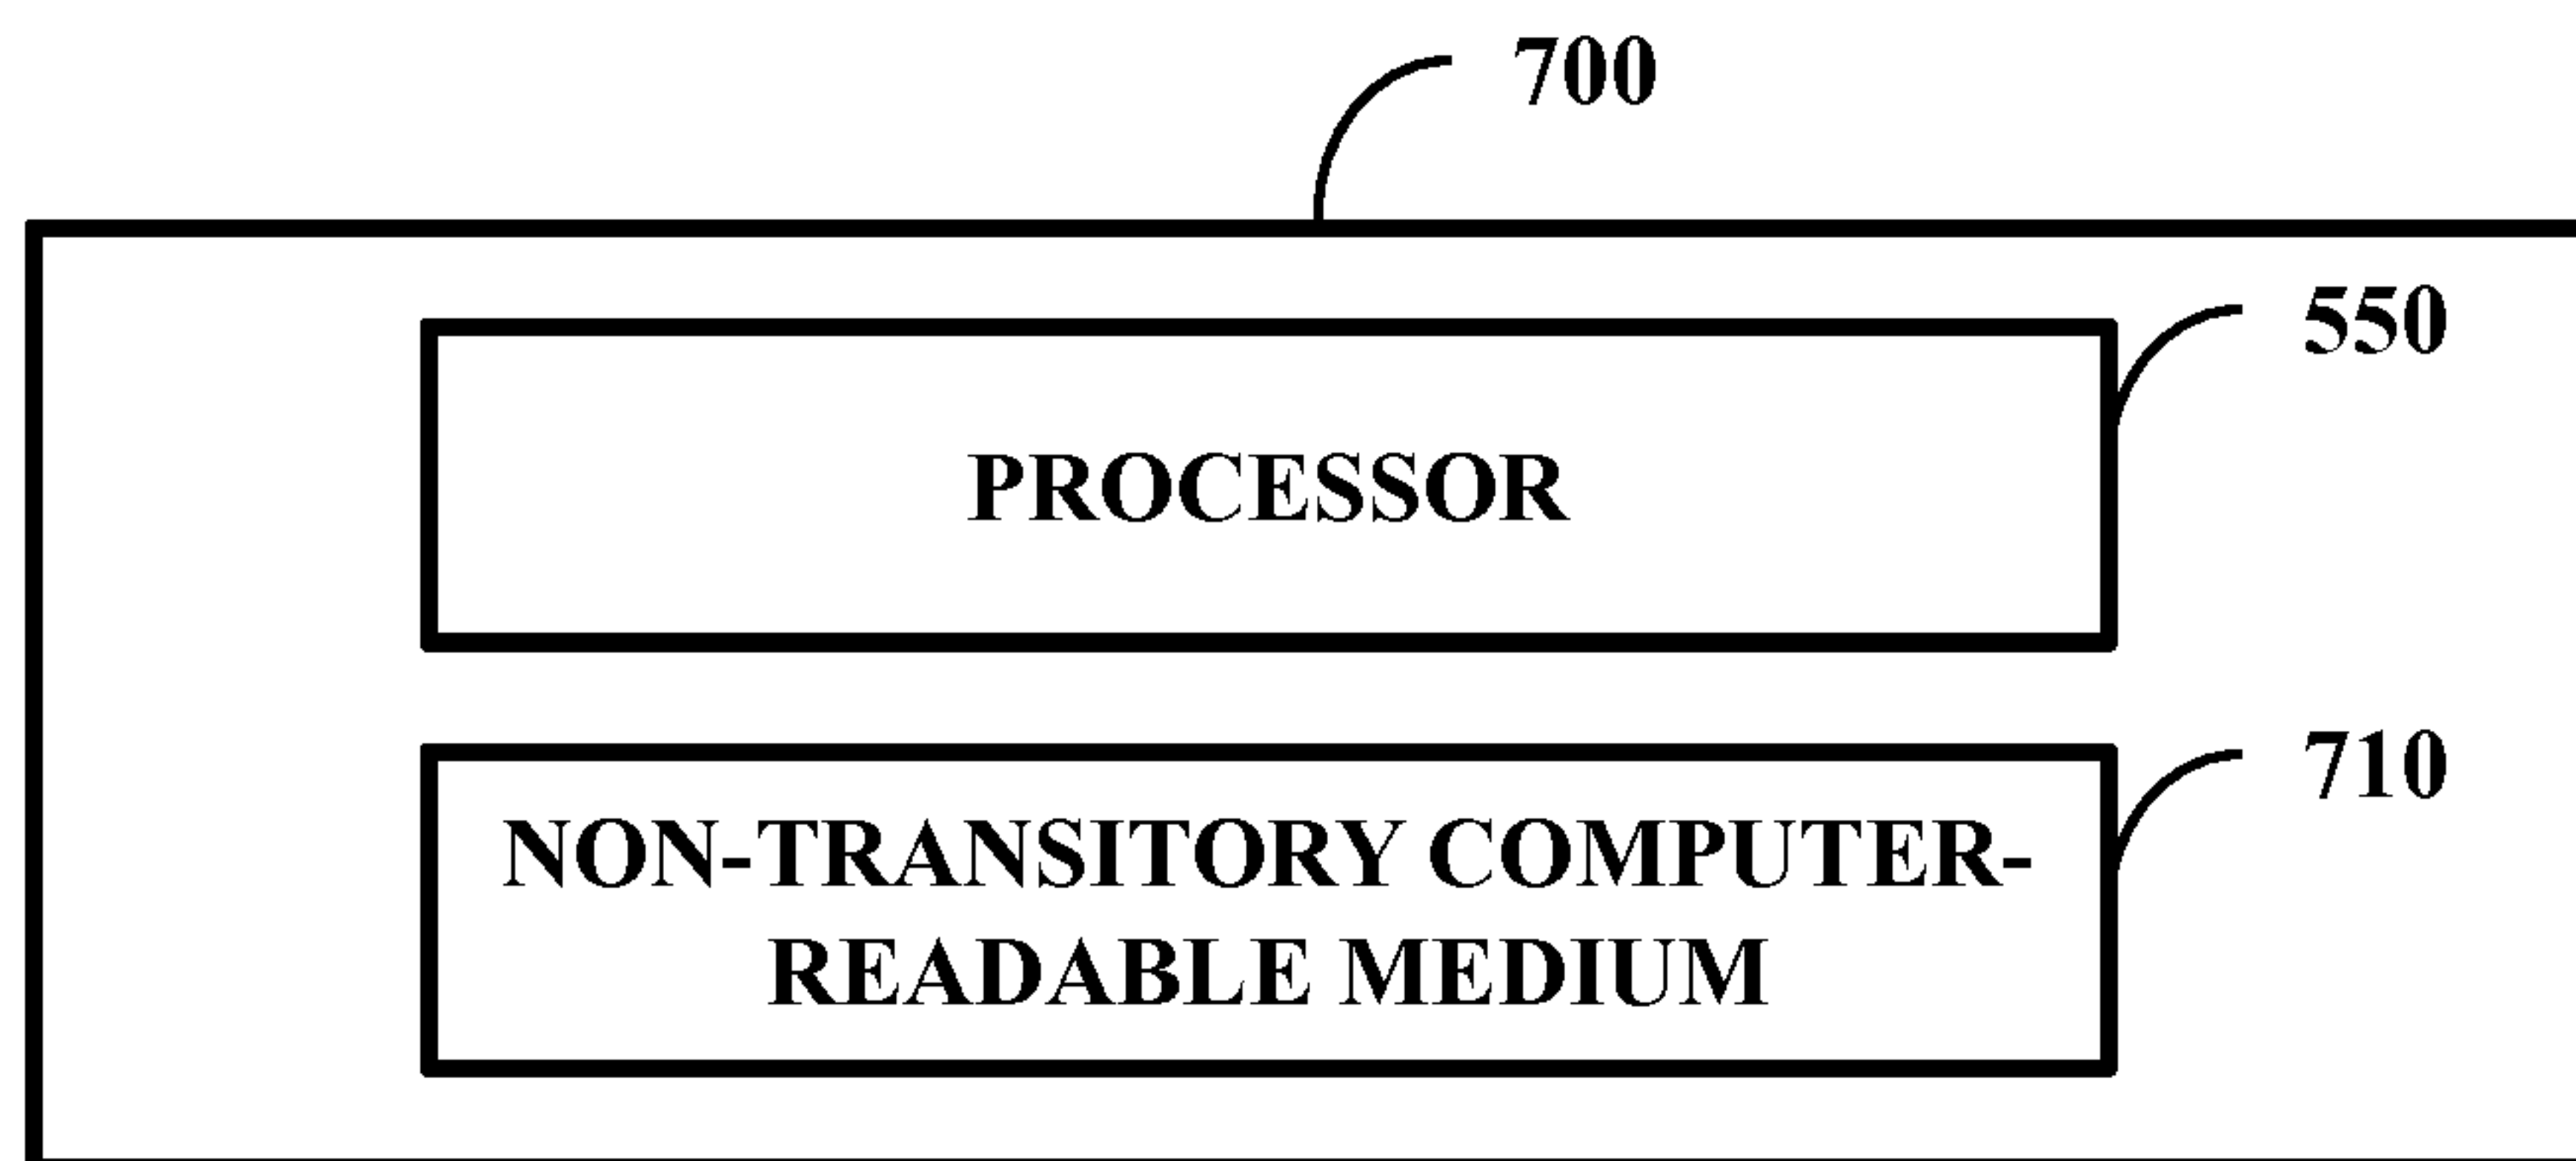 700
550
PROCESSOR
710
NON-TRANSITORY COMPUTER-
READABLE MEDIUM